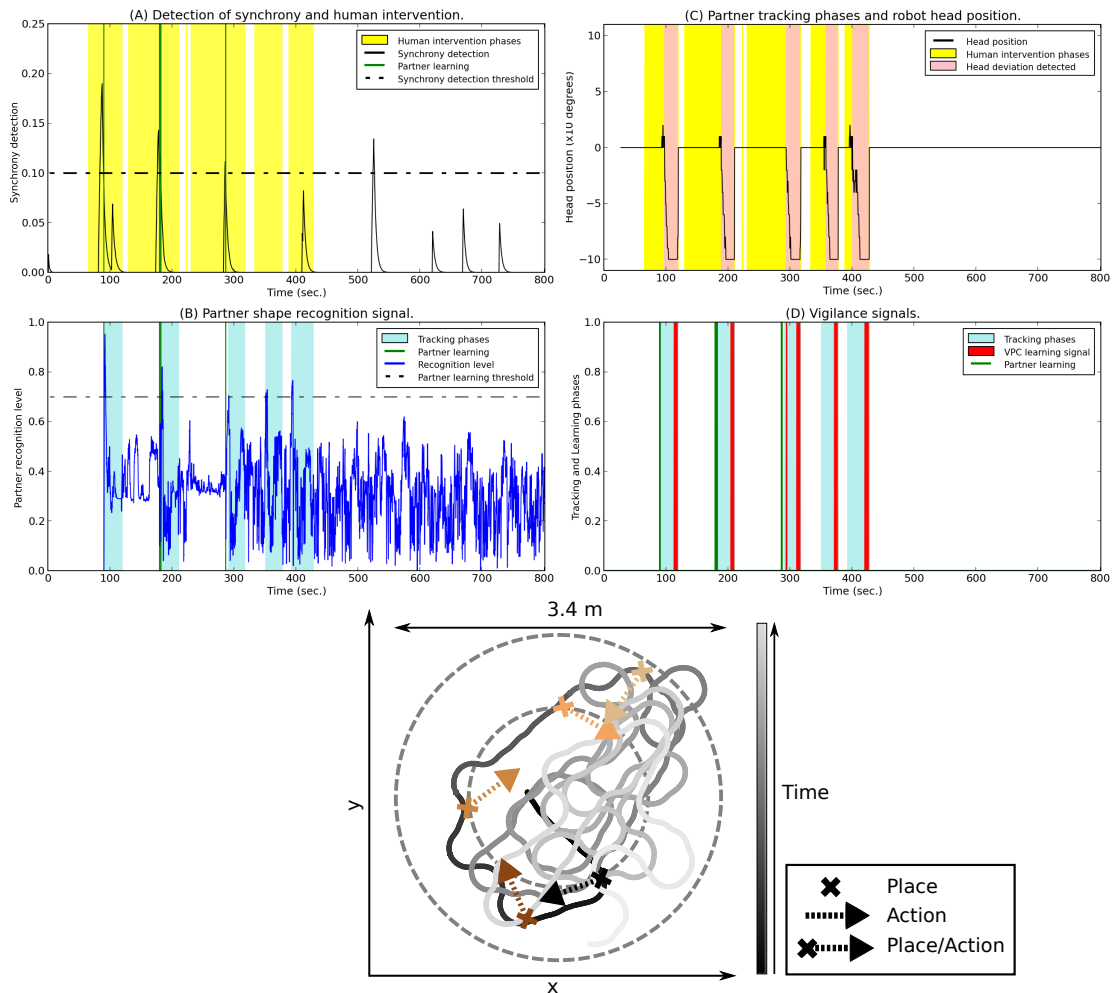 (A) Detection of synchrony and human intervention.
0.25
0.20
0.15
0.10
0.05
0.00
Synchrony detection
Human intervention phases
Synchrony detection
Partner learning
Synchrony detection threshold
0 100 200 300 400 500 600 700 800
Time (sec.)
(C) Partner tracking phases and robot head position.
10
5
0
−5
−10
Head position (x10 degrees)
Head position
Human intervention phases
Head deviation detected
0 100 200 300 400 500 600 700 800
Time (sec.)
(B) Partner shape recognition signal.
1.0
0.8
0.6
0.4
0.2
0.0
Partner recognition level
Tracking phases
Partner learning
Recognition level
Partner learning threshold
0 100 200 300 400 500 600 700 800
Time (sec.)
(D) Vigilance signals.
1.0
0.8
0.6
0.4
0.2
0.0
Tracking and Learning phases
Tracking phases
VPC learning signal
Partner learning
0 100 200 300 400 500 600 700 800
Time (sec.)
3.4 m
y
x
Time
Place
Action
Place/Action